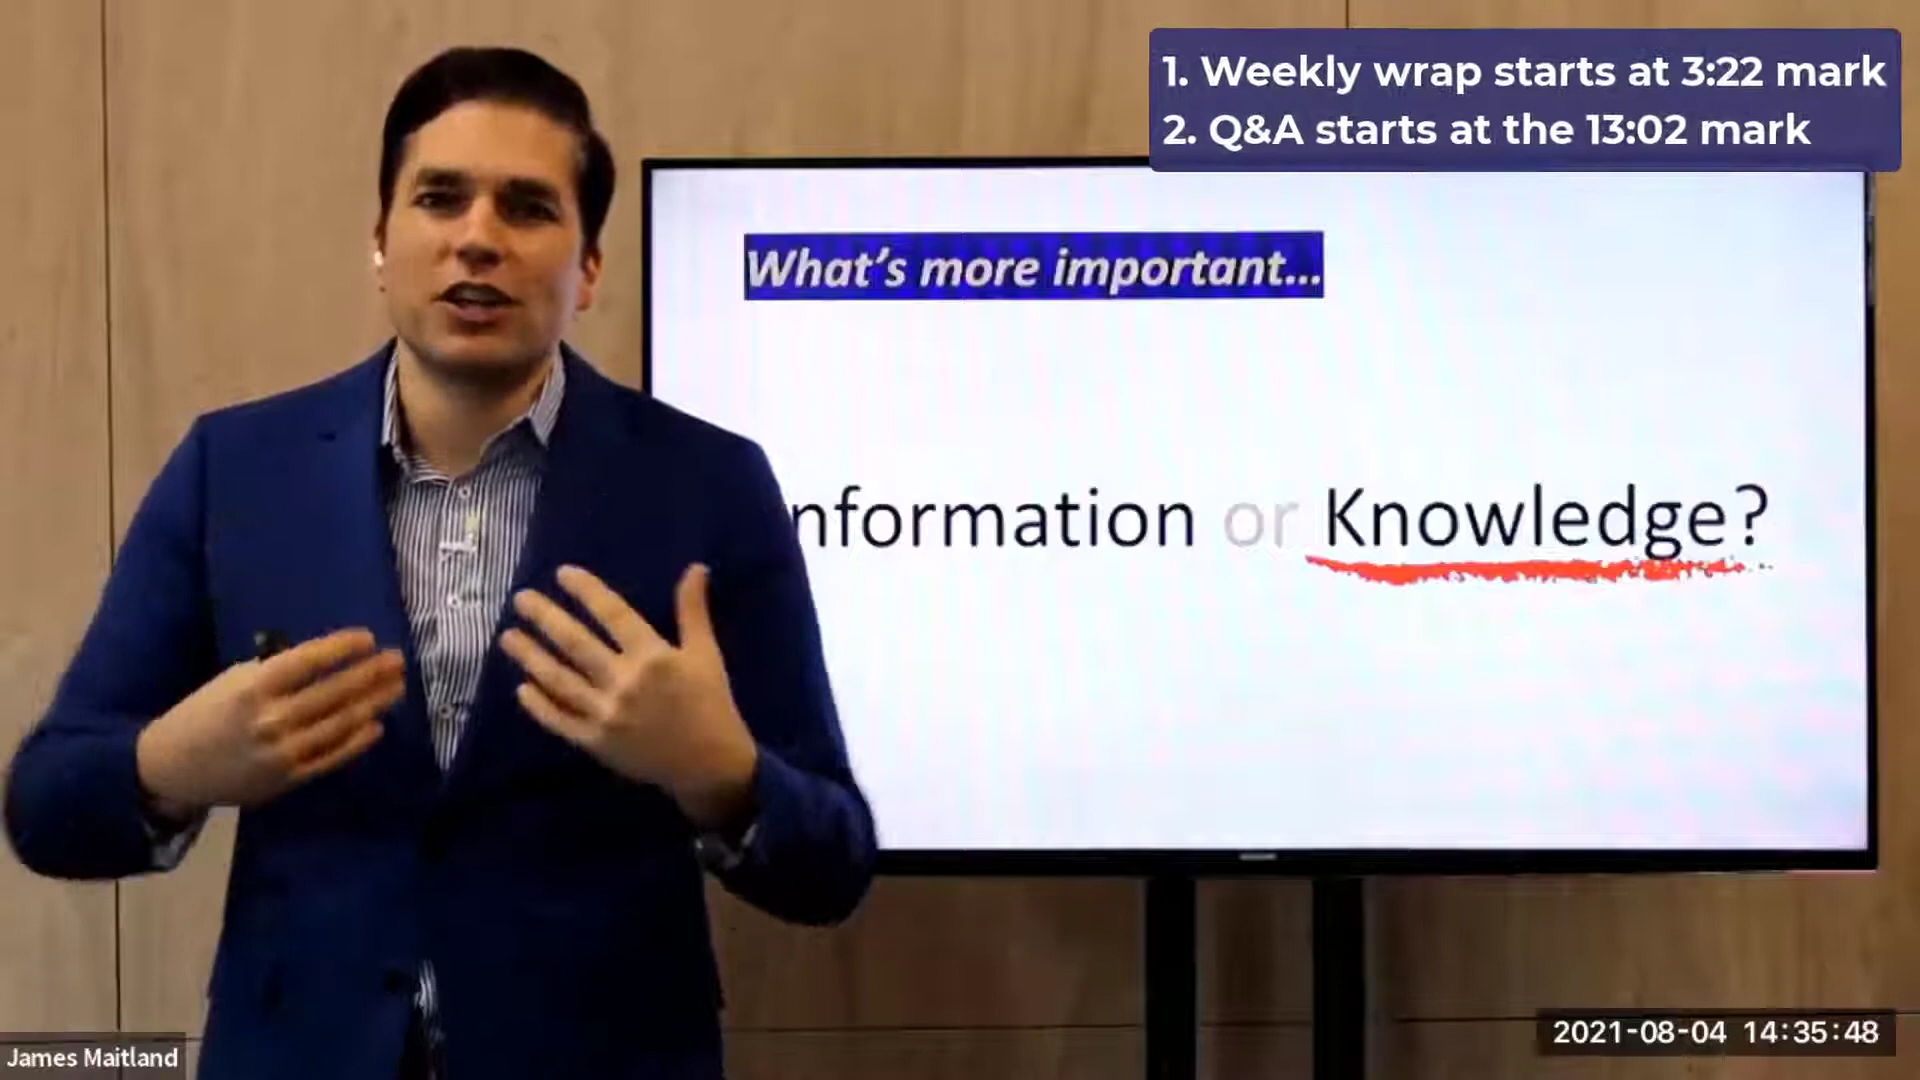 1. Weekly wrap starts at 3:22 mark
2. Q&A starts at the 13:02 mark
What's more important...
nformation or Knowledge?
James Maitland
2021-08-04 14:35:48